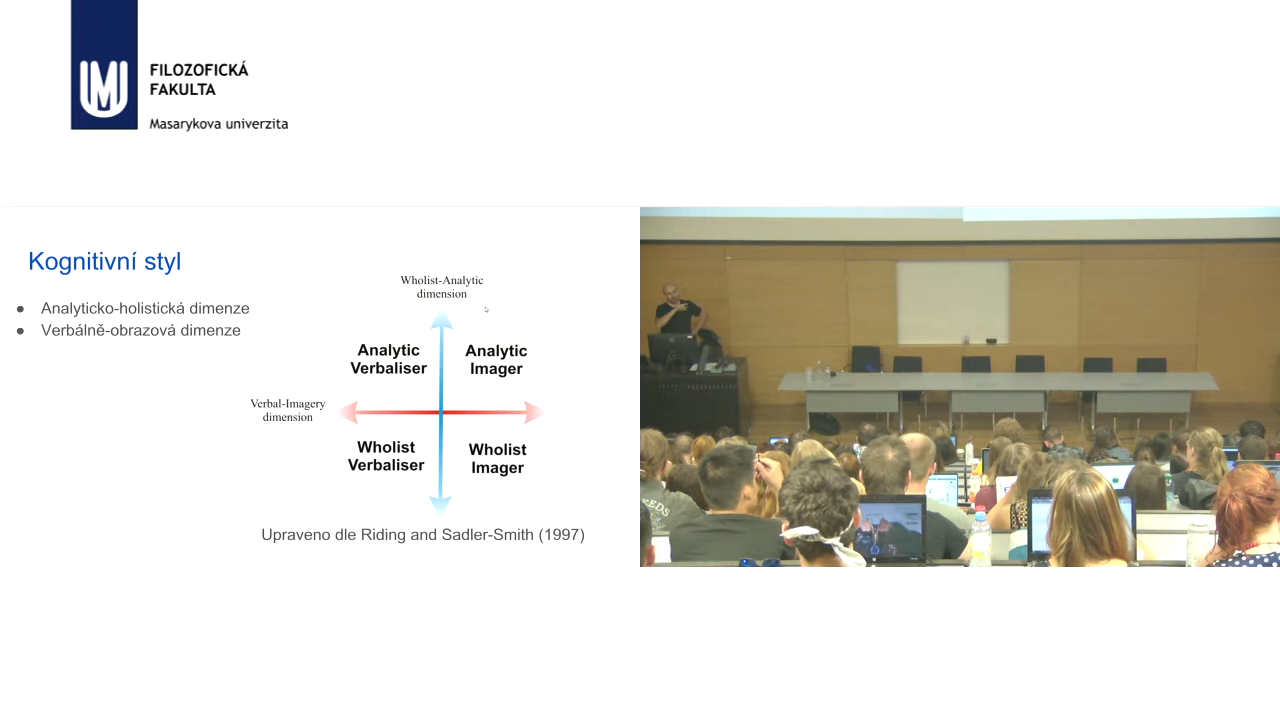 FILOZOFICKÁ
FAKULTA
Masarykova univerzita
Kognitivní styl
● Analyticko-holistická dimenze
● Verbálně-obrazová dimenze
Wholist-Analytic
dimension
Analytic
Verbaliser
Analytic
Imager
Verbal-Imagery
dimension
Wholist
Verbaliser
Wholist
Imager
Upraveno dle Riding and Sadler-Smith (1997)